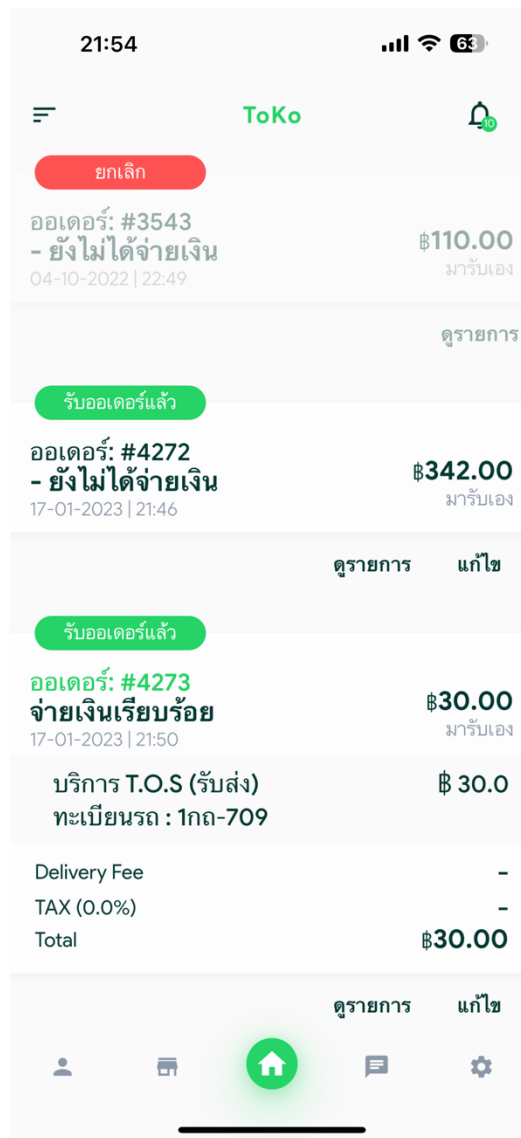 21:54
63
ToKo
10
ยกเลิก
ออเดอร์: #3543
- ยังไม่ได้จ่ายเงิน
฿110.00
04-10-2022 | 22:49
มารับเอง
ดูรายการ
รับออเดอร์แล้ว
ออเดอร์: #4272
- ยังไม่ได้จ่ายเงิน
฿342.00
17-01-2023 | 21:46
มารับเอง
ดูรายการ แก้ไข
รับออเดอร์แล้ว
ออเดอร์: #4273
จ่ายเงินเรียบร้อย
฿30.00
17-01-2023 | 21:50
มารับเอง
บริการ T.O.S (รับส่ง) ฿ 30.0
ทะเบียนรถ : 1กถ-709
Delivery Fee -
TAX (0.0%) -
Total ฿30.00
ดูรายการ แก้ไข